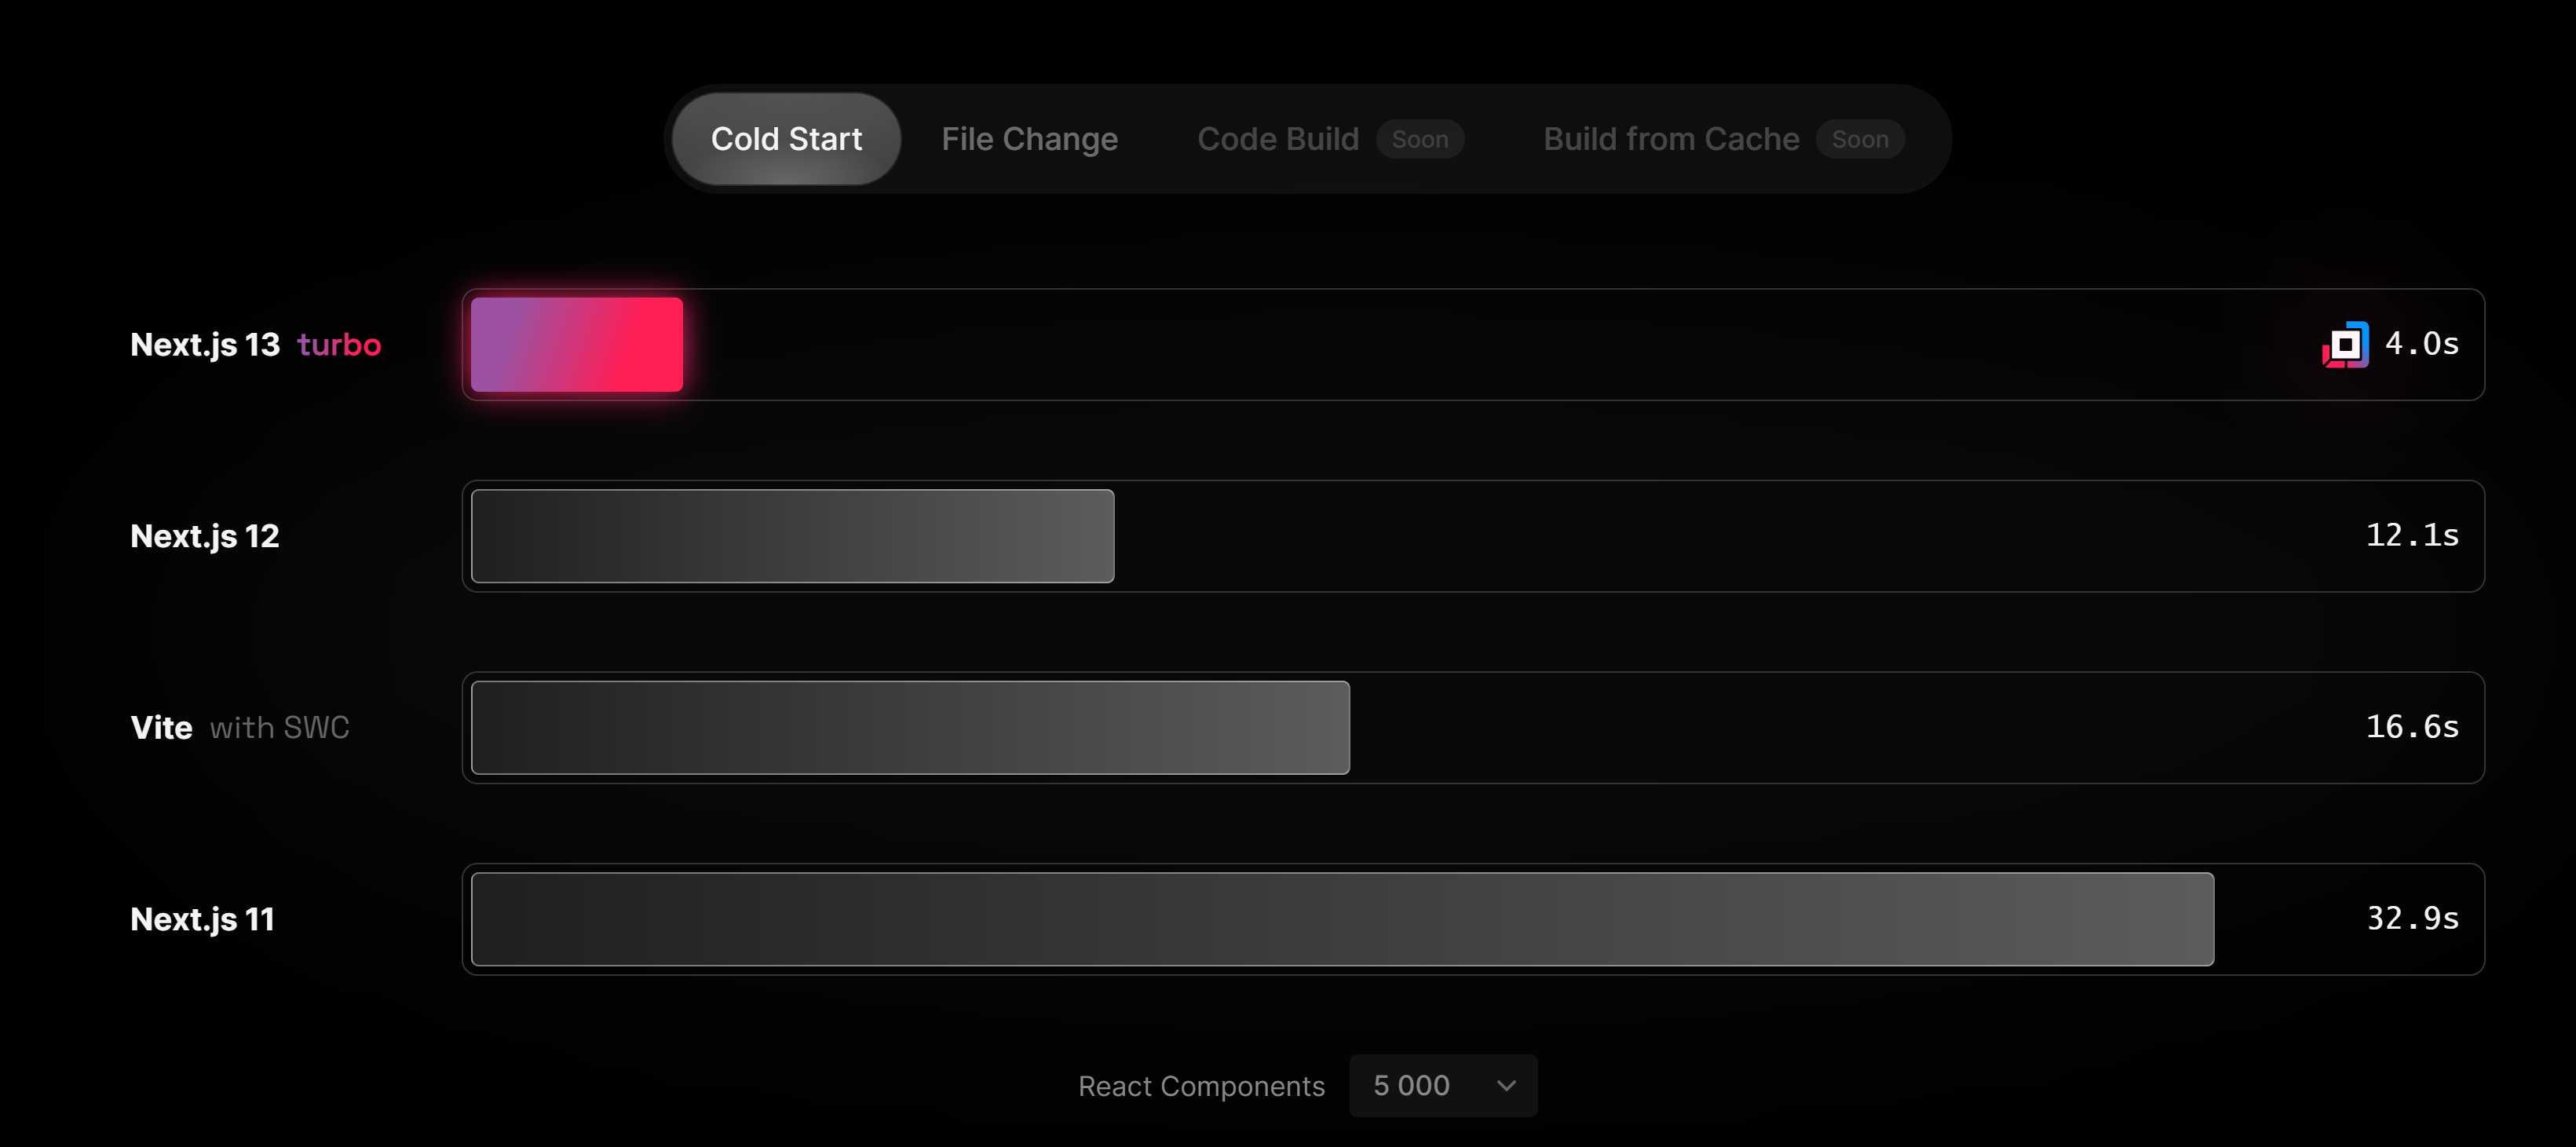 Cold Start File Change Code Build Soon Build from Cache Soon
Next.js 13 turbo 4.0s
Next.js 12 12.1s
Vite with SWC 16.6s
Next.js 11 32.9s
React Components 5 000